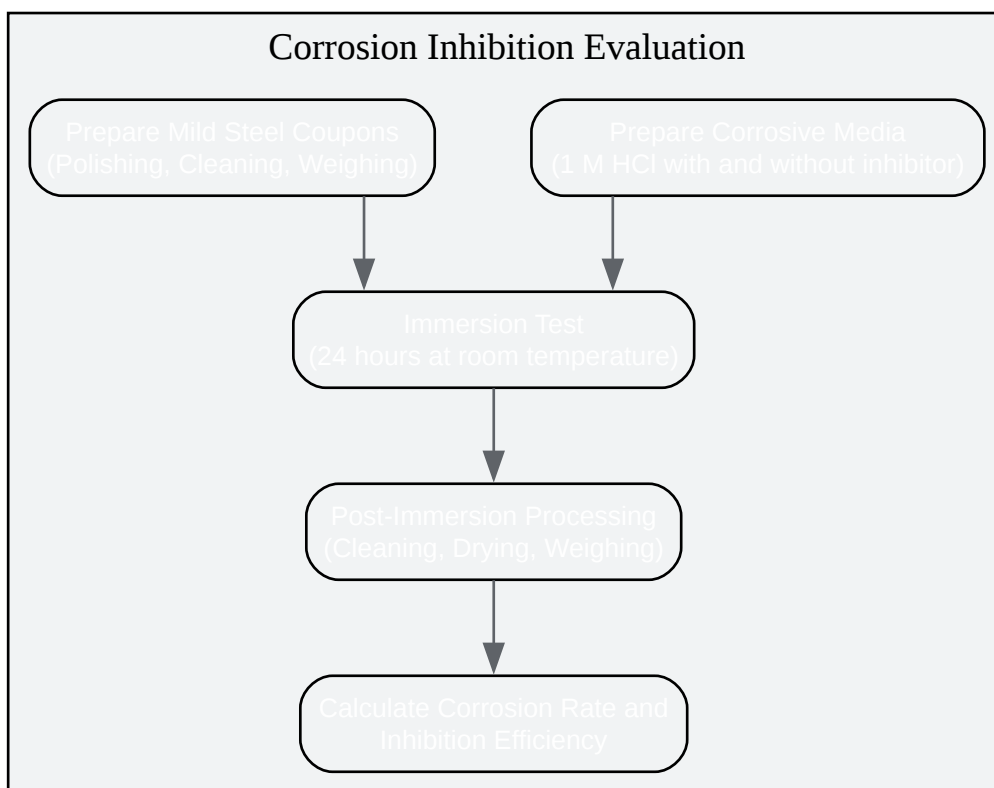 Corrosion Inhibition Evaluation
Prepare Mild Steel Coupons
(Polishing, Cleaning, Weighing)
Prepare Corrosive Media
(1 M HCl with and without inhibitor)
Immersion Test
(24 hours at room temperature)
Post-Immersion Processing
(Cleaning, Drying, Weighing)
Calculate Corrosion Rate and
Inhibition Efficiency